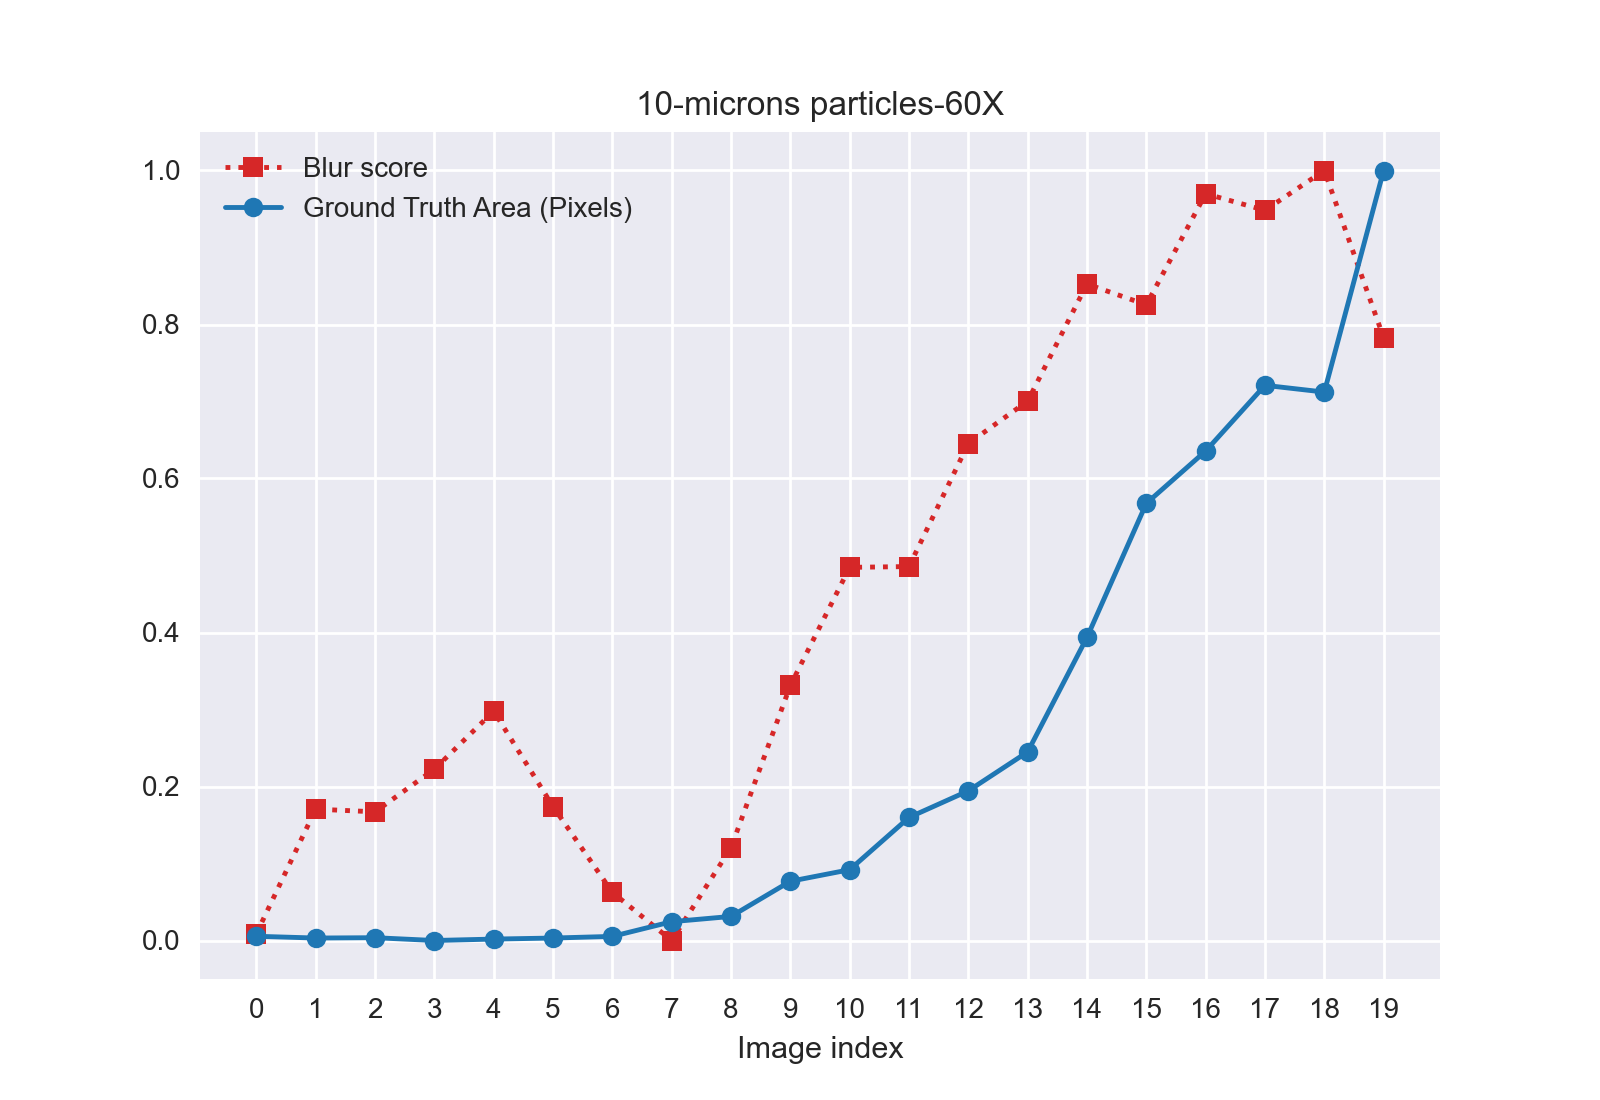 10-microns particles-60X
Blur score
Ground Truth Area (Pixels)
1.0
0.8
0.6
0.4
0.2
0.0
0 1 2 3 4 5 6 7 8 9 10 11 12 13 14 15 16 17 18 19
Image index